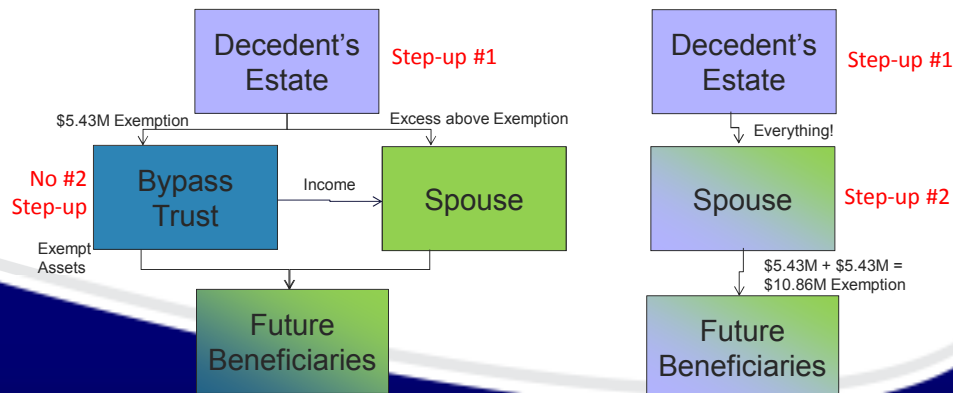 Decedent's
Estate
Step-up #1
$5.43M Exemption
Excess above Exemption
No #2
Step-up
Bypass
Trust
Income
Spouse
Exempt
Assets
Future
Beneficiaries
Decedent's
Estate
Step-up #1
Everything!
Spouse
Step-up #2
$5.43M + $5.43M =
$10.86M Exemption
Future
Beneficiaries